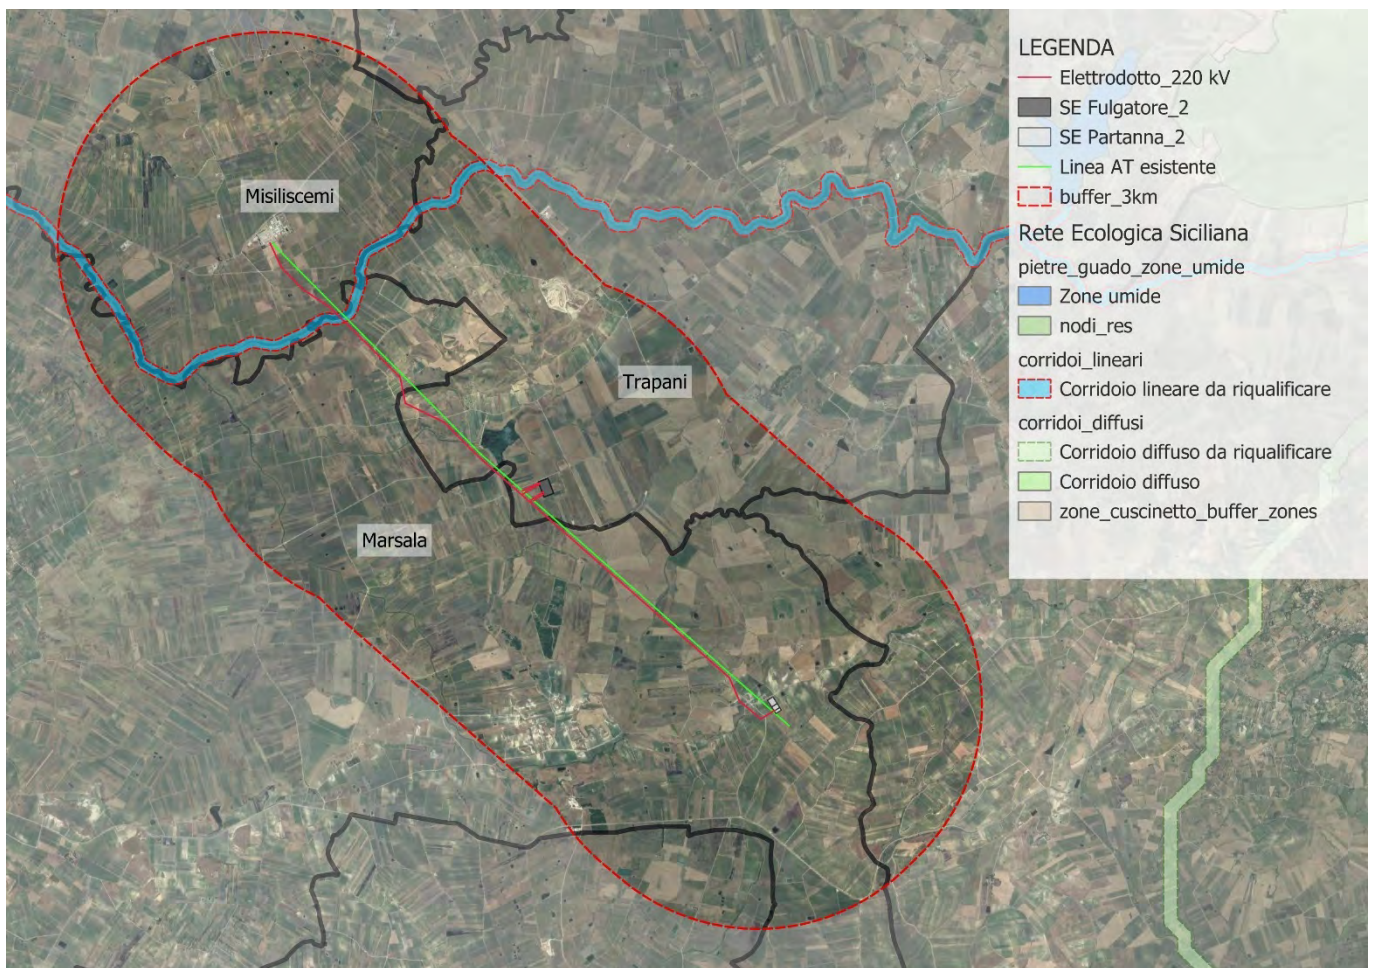 LEGENDA
Elettrodotto_220 kV
SE Fulgatore_2
SE Partanna_2
Linea AT esistente
buffer_3km
Rete Ecologica Siciliana
pietre_guado_zone_umide
Zone umide
nodi_res
corridoi_lineari
Corridoio lineare da riqualificare
corridoi_diffusi
Corridoio diffuso da riqualificare
Corridoio diffuso
zone_cuscinetto_buffer_zones
Misiliscemi
Trapani
Marsala